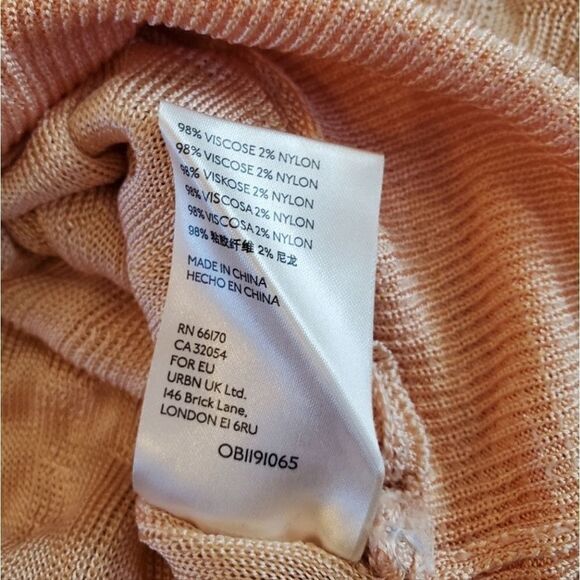 98% VISCOSE 2% NYLON
98% VISCOSE 2% NYLON
98% VISKOSE 2% NYLON
98% VISCOSA 2% NYLON
98% VISCOSA 2% NYLON
98% 黏胶纤维 2% 尼龙
MADE IN CHINA
HECHO EN CHINA
RN 66170
CA 32054
FOR EU
URBN UK Ltd.
146 Brick Lane,
LONDON E1 6RU
OB1191065